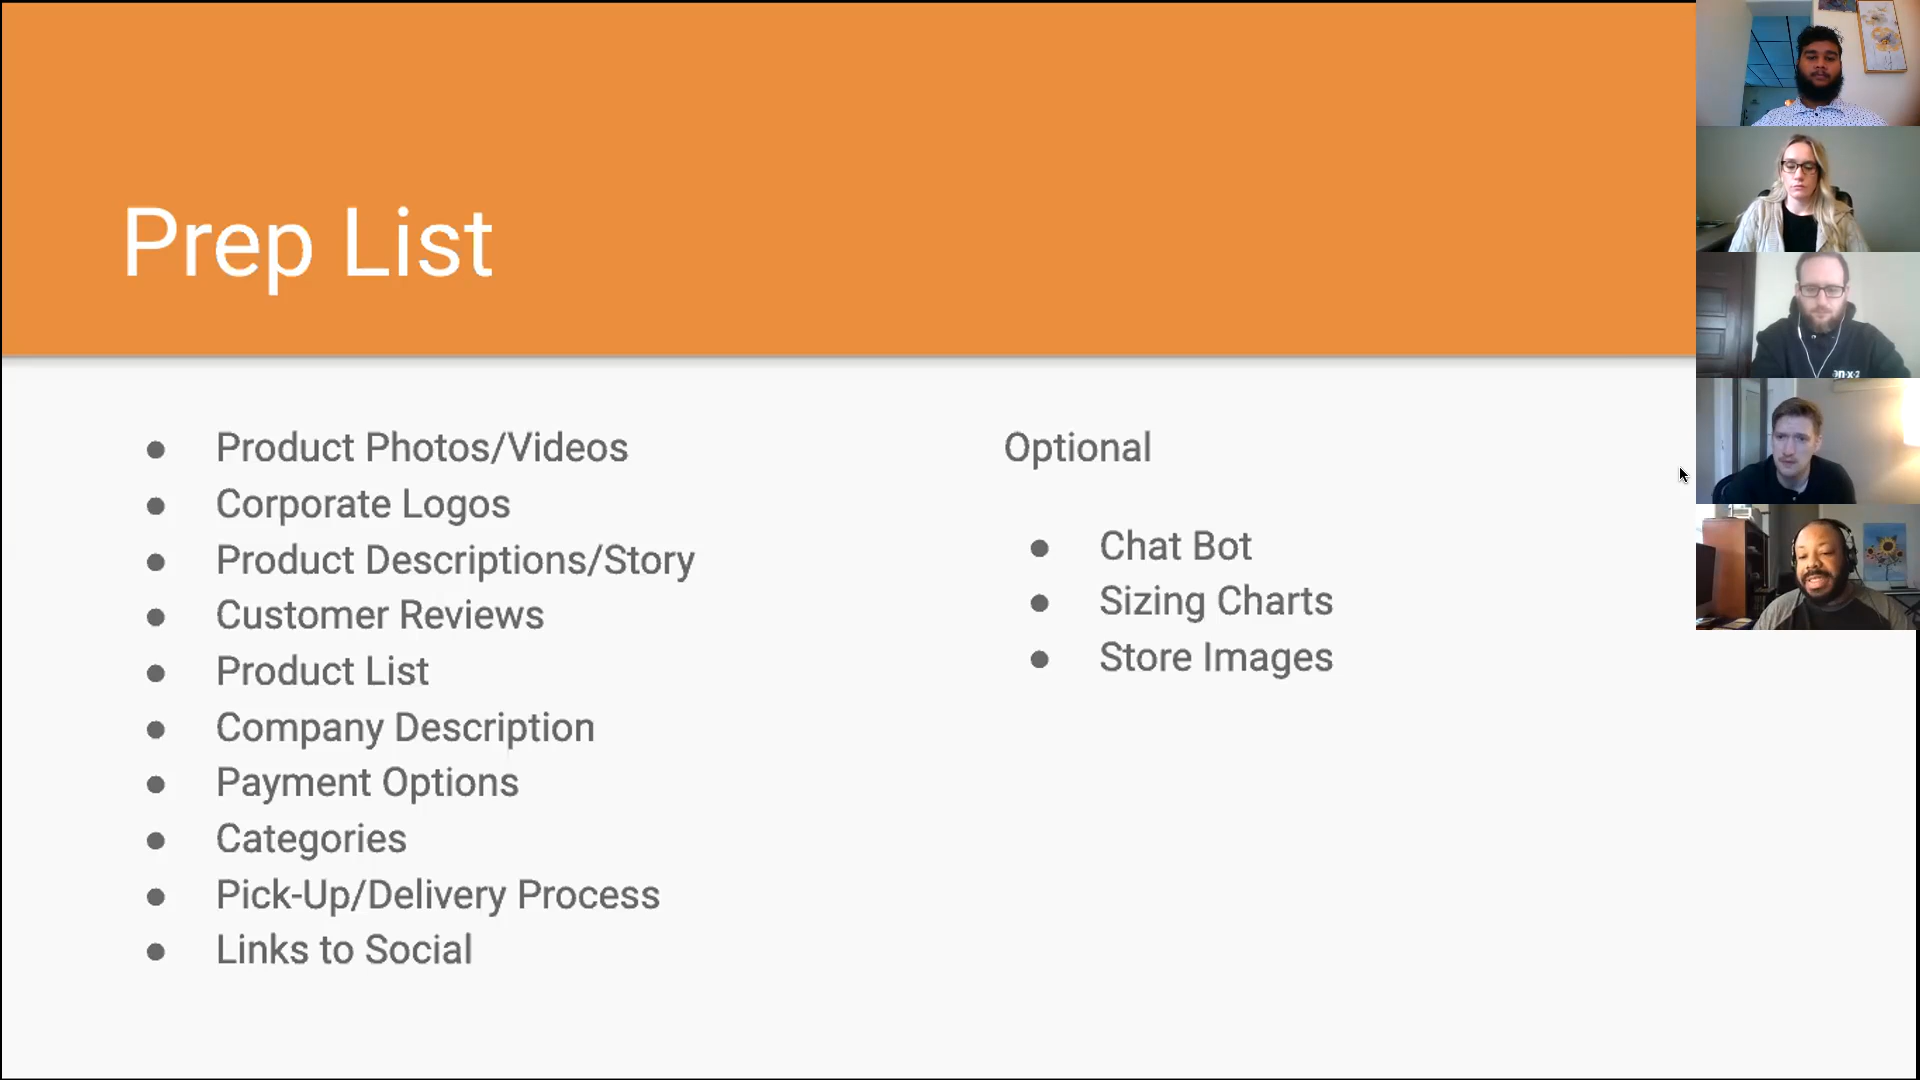 Prep List
Product Photos/Videos
Corporate Logos
Product Descriptions/Story
Customer Reviews
Product List
Company Description
Payment Options
Categories
Pick-Up/Delivery Process
Links to Social
Optional
Chat Bot
Sizing Charts
Store Images